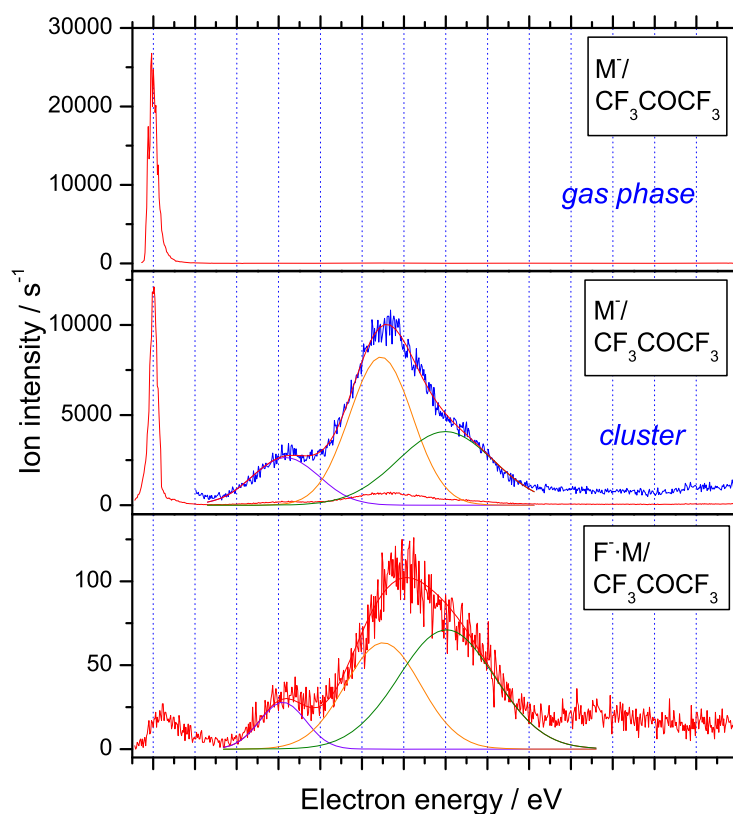 30000
20000
10000
0
M⁻/
CF₃COCF₃
gas phase
10000
5000
0
M⁻/
CF₃COCF₃
cluster
100
50
0
F⁻·M/
CF₃COCF₃
Ion intensity / s⁻¹
Electron energy / eV